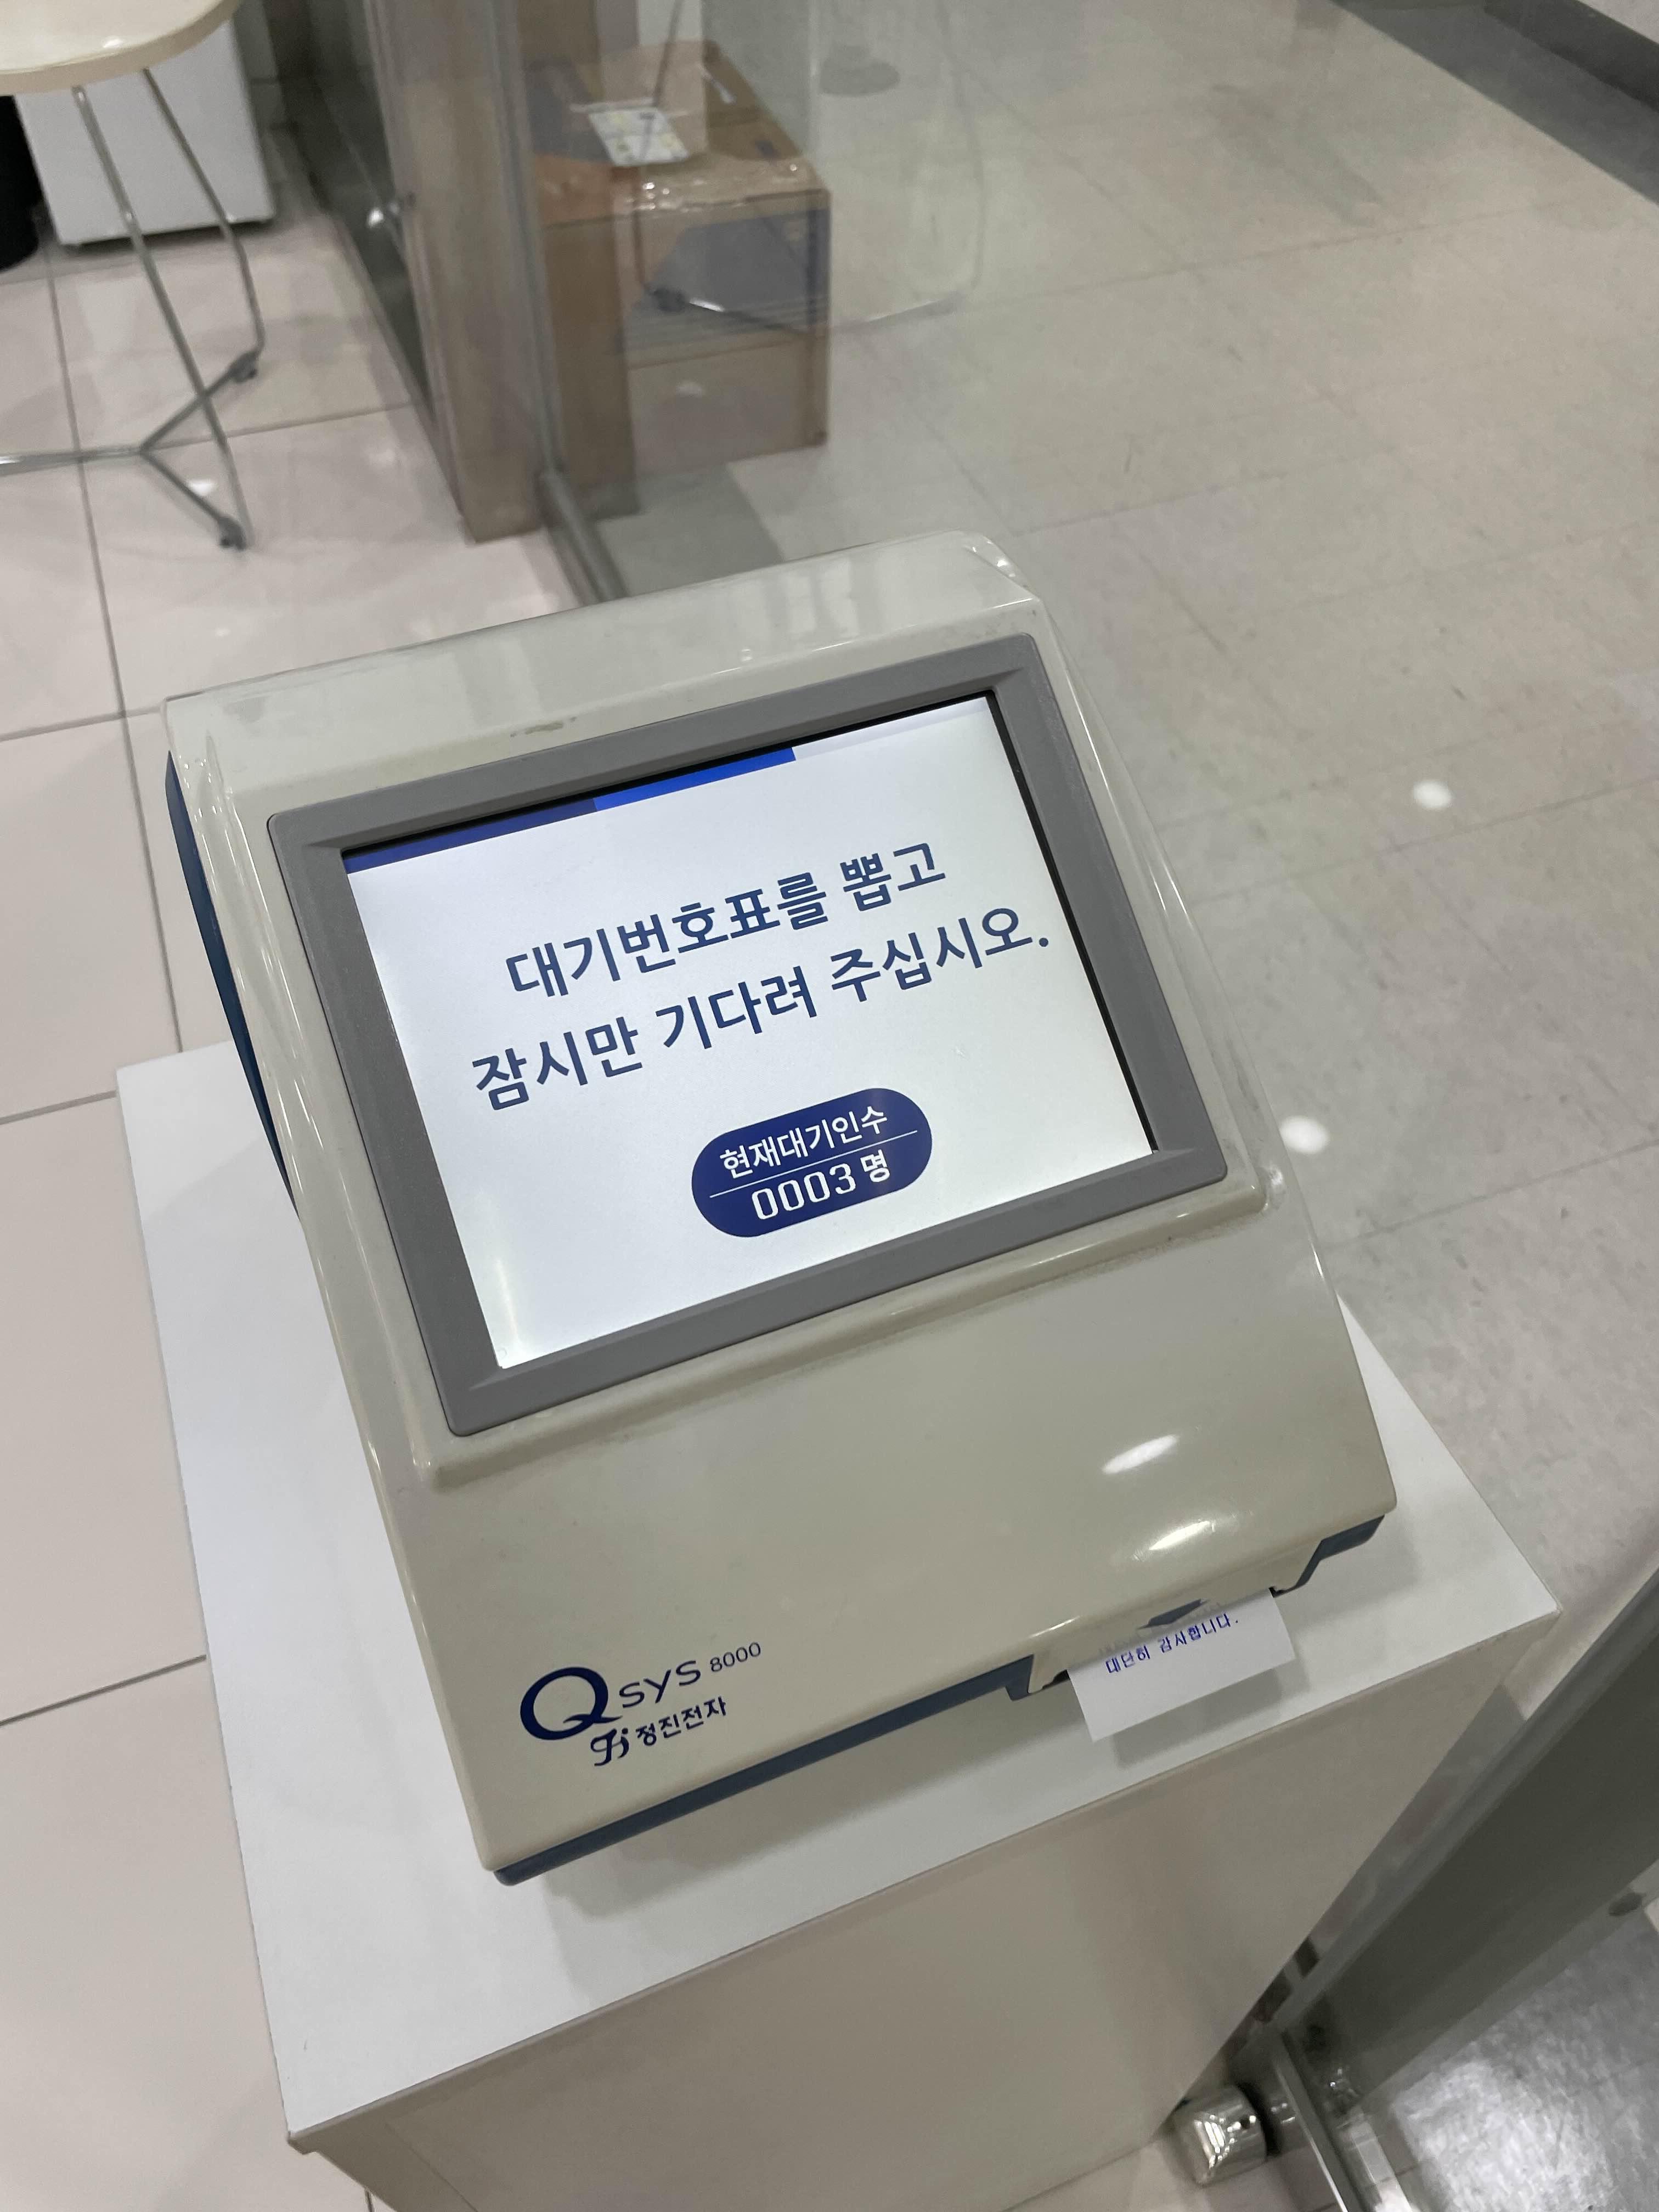 대기번호표를 뽑고
잠시만 기다려 주십시오.
현재대기인수
0003 명
대단히 감사합니다.
Qsys 8000
정진전자